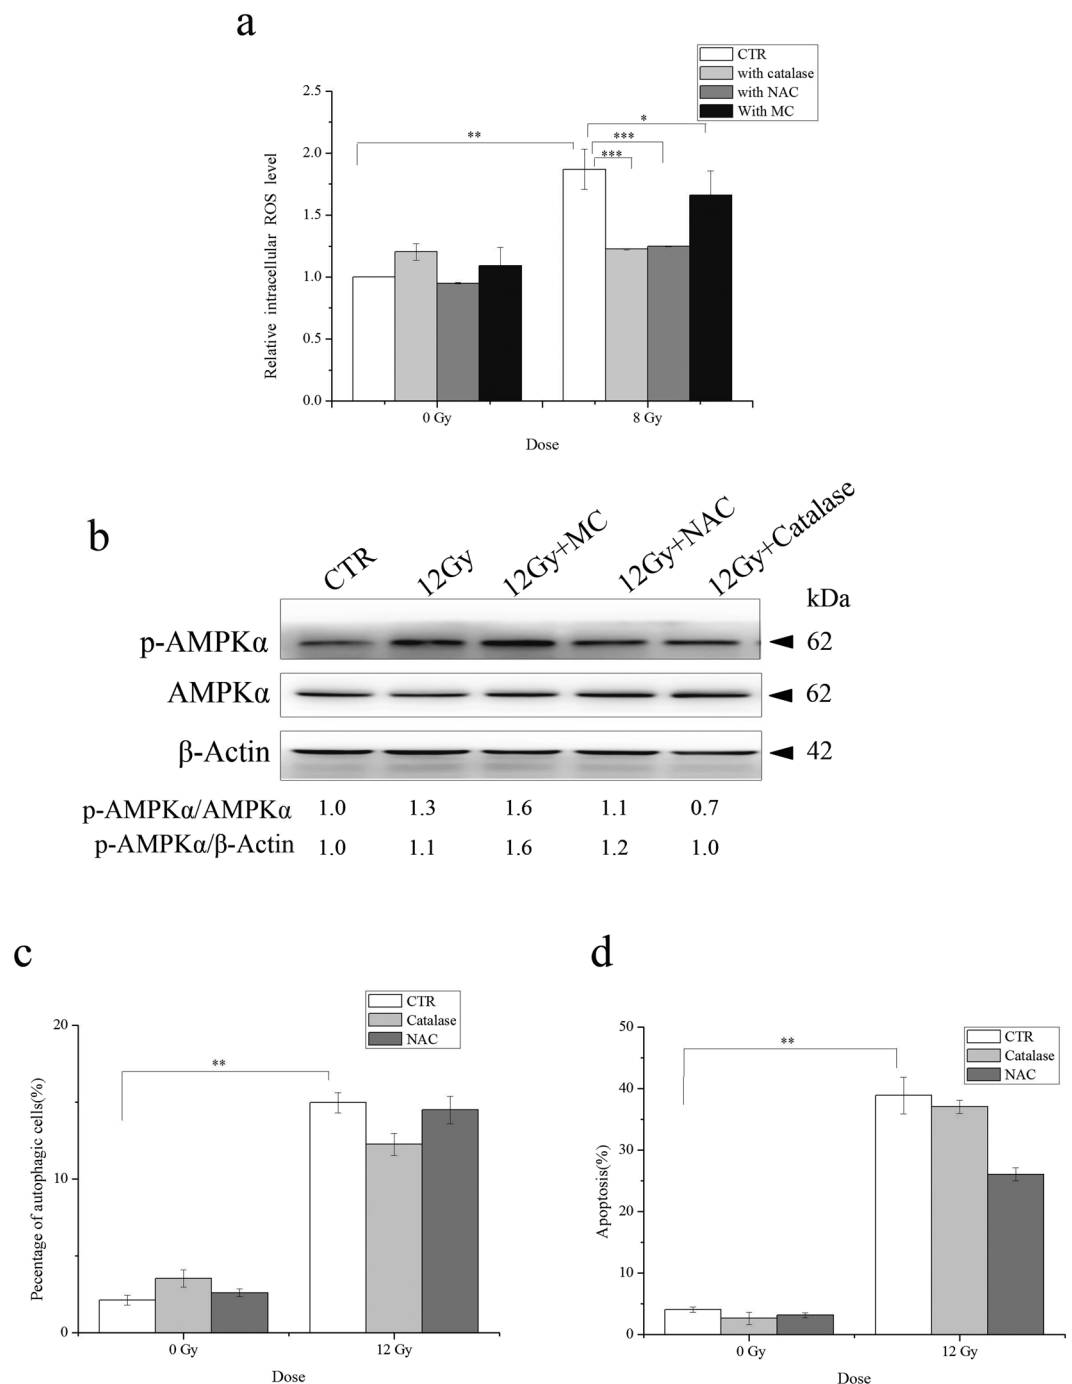 a
CTR
with catalase
with NAC
With MC
2.5
2.0
1.5
1.0
0.5
0.0
Relative intracellular ROS level
**
*
***
***
0 Gy
8 Gy
Dose
b
CTR
12Gy
12Gy+MC
12Gy+NAC
12Gy+Catalase
kDa
p-AMPKα
62
AMPKα
62
β-Actin
42
p-AMPKα/AMPKα 1.0 1.3 1.6 1.1 0.7
p-AMPKα/β-Actin 1.0 1.1 1.6 1.2 1.0
c
CTR
Catalase
NAC
20
10
0
Pecentage of autophagic cells(%)
**
0 Gy
12 Gy
Dose
d
CTR
Catalase
NAC
50
40
30
20
10
0
Apoptosis(%)
**
0 Gy
12 Gy
Dose